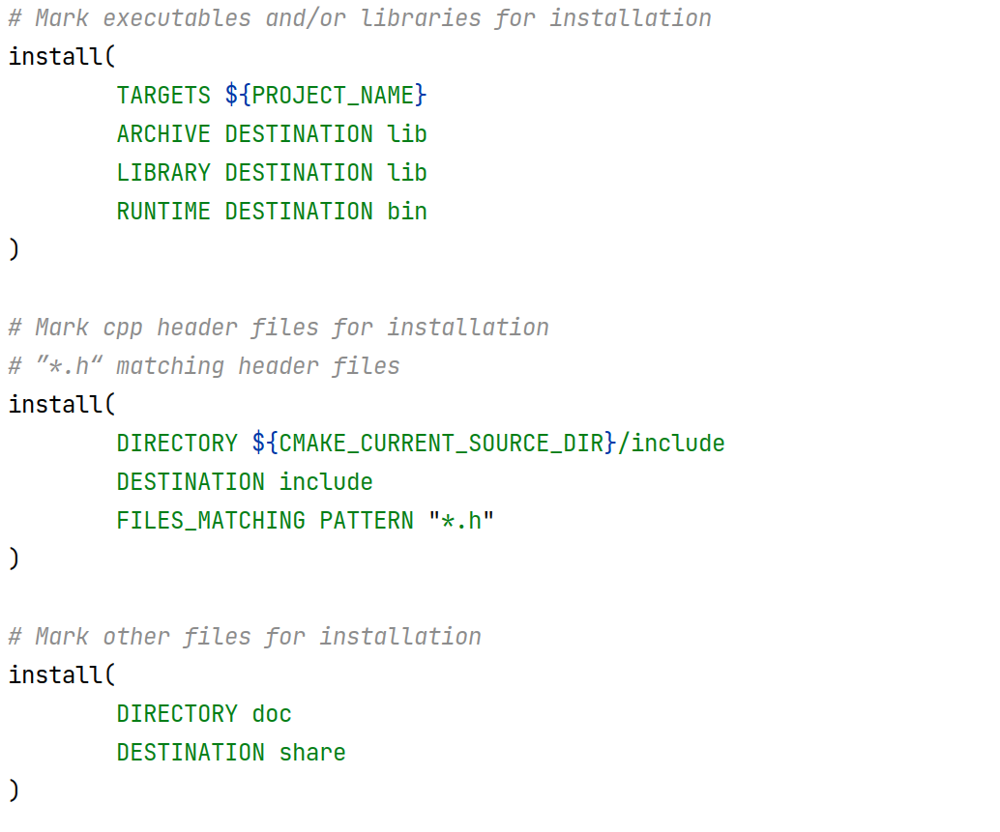 # Mark executables and/or libraries for installation
install(
        TARGETS ${PROJECT_NAME}
        ARCHIVE DESTINATION lib
        LIBRARY DESTINATION lib
        RUNTIME DESTINATION bin
)
# Mark cpp header files for installation
# ”*.h“ matching header files
install(
        DIRECTORY ${CMAKE_CURRENT_SOURCE_DIR}/include
        DESTINATION include
        FILES_MATCHING PATTERN "*.h"
)
# Mark other files for installation
install(
        DIRECTORY doc
        DESTINATION share
)